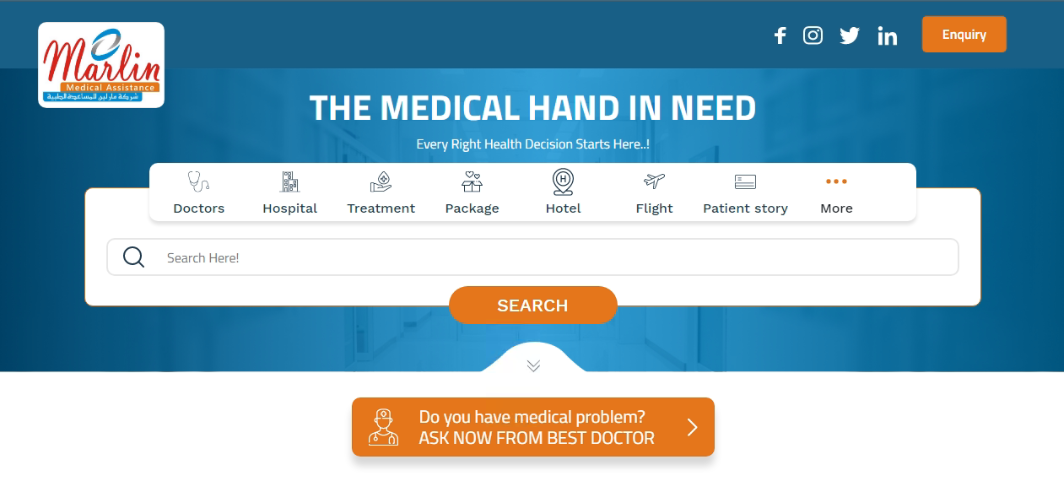 Marlin
Medical Assistance
شركة مارلين للمساعدة الطبية
Enquiry
THE MEDICAL HAND IN NEED
Every Right Health Decision Starts Here..!
Doctors
Hospital
Treatment
Package
Hotel
Flight
Patient story
More
Search Here!
SEARCH
Do you have medical problem?
ASK NOW FROM BEST DOCTOR